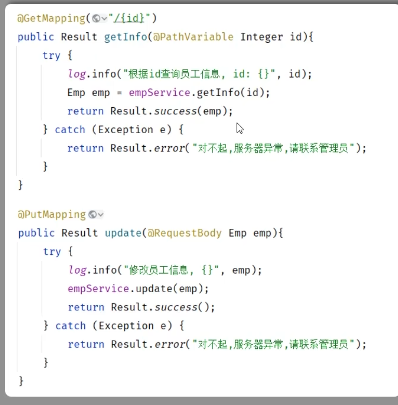 @GetMapping("/{id}")
public Result getInfo(@PathVariable Integer id){
try {
log.info("根据id查询员工信息, id: {}", id);
Emp emp = empService.getInfo(id);
return Result.success(emp);
} catch (Exception e) {
return Result.error("对不起,服务器异常,请联系管理员");
}
}
@PutMapping
public Result update(@RequestBody Emp emp){
try {
log.info("修改员工信息, {}", emp);
empService.update(emp);
return Result.success();
} catch (Exception e) {
return Result.error("对不起,服务器异常,请联系管理员");
}
}